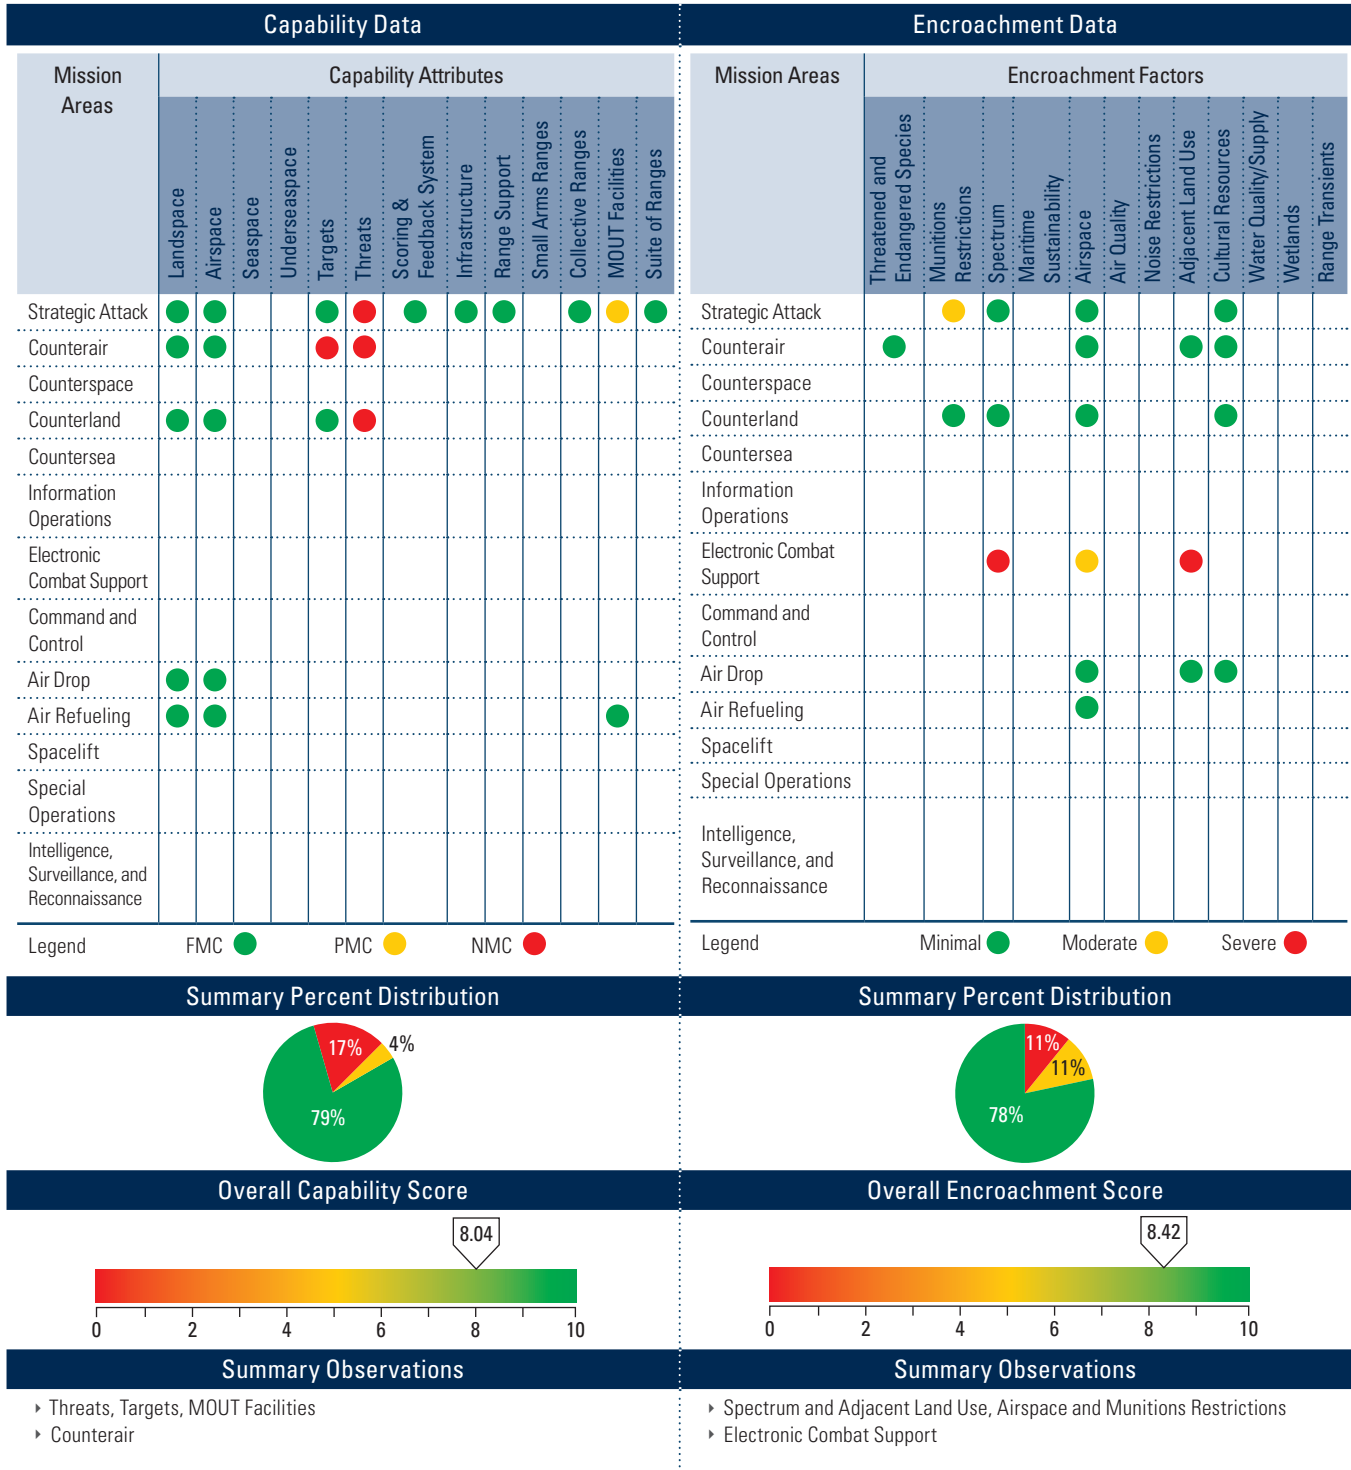 Capability Data
Mission
Areas
Capability Attributes
Landspace
Airspace
Seaspace
Underseaspace
Targets
Threats
Scoring &
Feedback System
Infrastructure
Range Support
Small Arms Ranges
Collective Ranges
MOUT Facilities
Suite of Ranges
Strategic Attack
Counterair
Counterspace
Counterland
Countersea
Information
Operations
Electronic
Combat Support
Command and
Control
Air Drop
Air Refueling
Spacelift
Special
Operations
Intelligence,
Surveillance, and
Reconnaissance
Legend FMC PMC NMC
Summary Percent Distribution
17%
4%
79%
Overall Capability Score
8.04
0 2 4 6 8 10
Summary Observations
Threats, Targets, MOUT Facilities
Counterair
Encroachment Data
Mission Areas
Encroachment Factors
Threatened and
Endangered Species
Munitions
Restrictions
Spectrum
Maritime
Sustainability
Airspace
Air Quality
Noise Restrictions
Adjacent Land Use
Cultural Resources
Water Quality/Supply
Wetlands
Range Transients
Strategic Attack
Counterair
Counterspace
Counterland
Countersea
Information
Operations
Electronic Combat
Support
Command and
Control
Air Drop
Air Refueling
Spacelift
Special Operations
Intelligence,
Surveillance, and
Reconnaissance
Legend Minimal Moderate Severe
Summary Percent Distribution
11%
11%
78%
Overall Encroachment Score
8.42
0 2 4 6 8 10
Summary Observations
Spectrum and Adjacent Land Use, Airspace and Munitions Restrictions
Electronic Combat Support